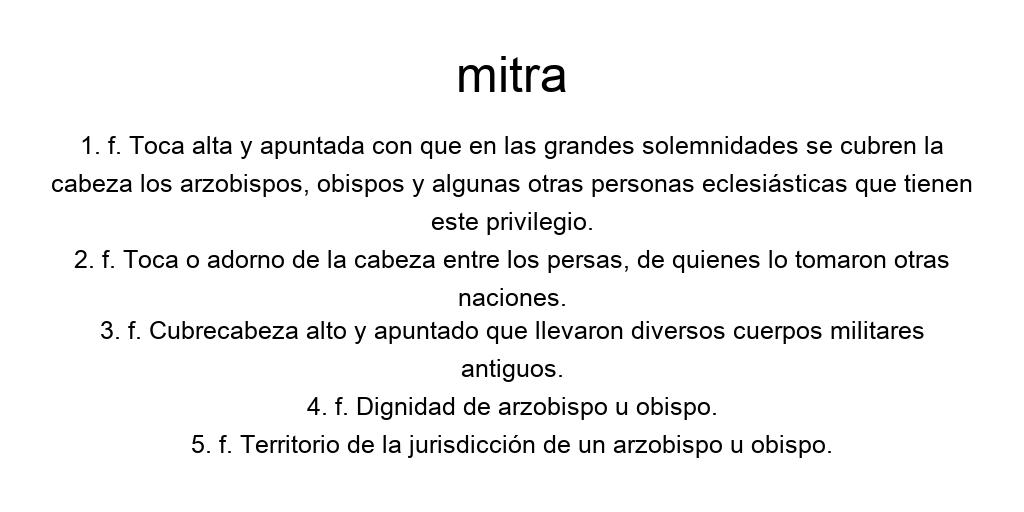 mitra
1. f. Toca alta y apuntada con que en las grandes solemnidades se cubren la
cabeza los arzobispos, obispos y algunas otras personas eclesiásticas que tienen
este privilegio.
2. f. Toca o adorno de la cabeza entre los persas, de quienes lo tomaron otras
naciones.
3. f. Cubrecabeza alto y apuntado que llevaron diversos cuerpos militares
antiguos.
4. f. Dignidad de arzobispo u obispo.
5. f. Territorio de la jurisdicción de un arzobispo u obispo.